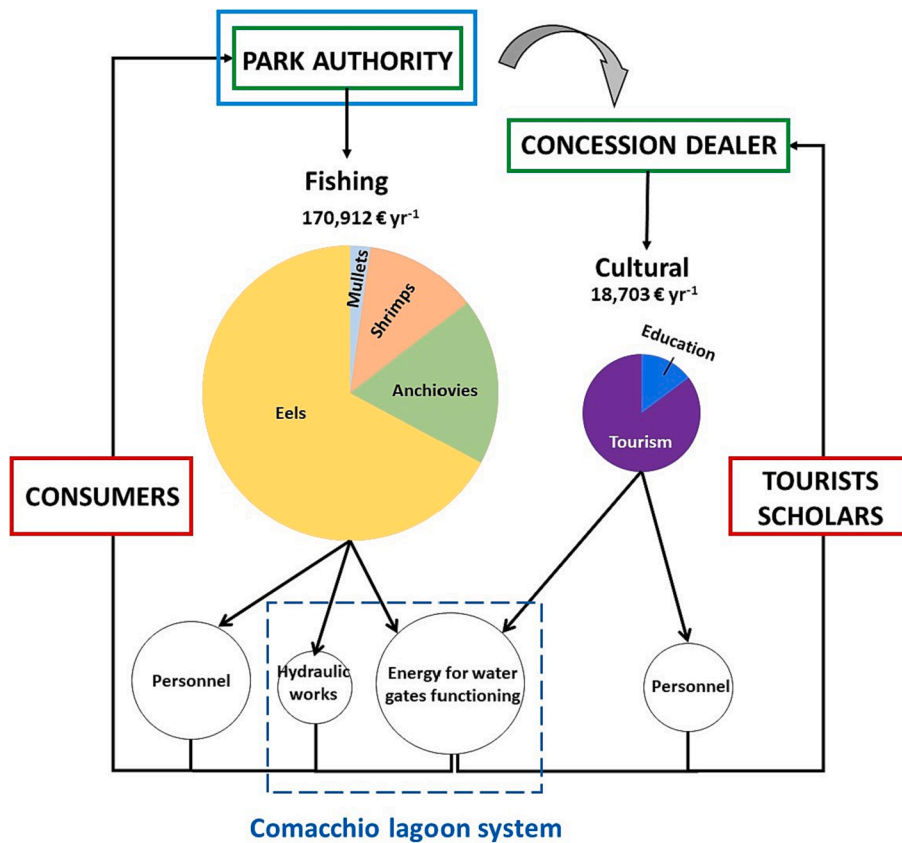 PARK AUTHORITY
CONCESSION DEALER
Fishing
170,912 € yr⁻¹
Cultural
18,703 € yr⁻¹
Mullets
Shrimps
Anchiovies
Eels
Education
Tourism
CONSUMERS
TOURISTS
SCHOLARS
Personnel
Hydraulic
works
Energy for water
gates functioning
Personnel
Comacchio lagoon system